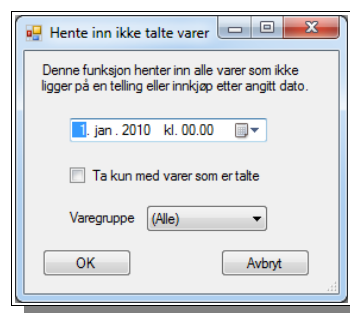 Hente inn ikke talte varer
Denne funksjon henter inn alle varer som ikke
ligger på en telling eller innkjøp etter angitt dato.
1. jan . 2010 kl. 00.00
Ta kun med varer som er talte
Varegruppe (Alle)
OK Avbryt